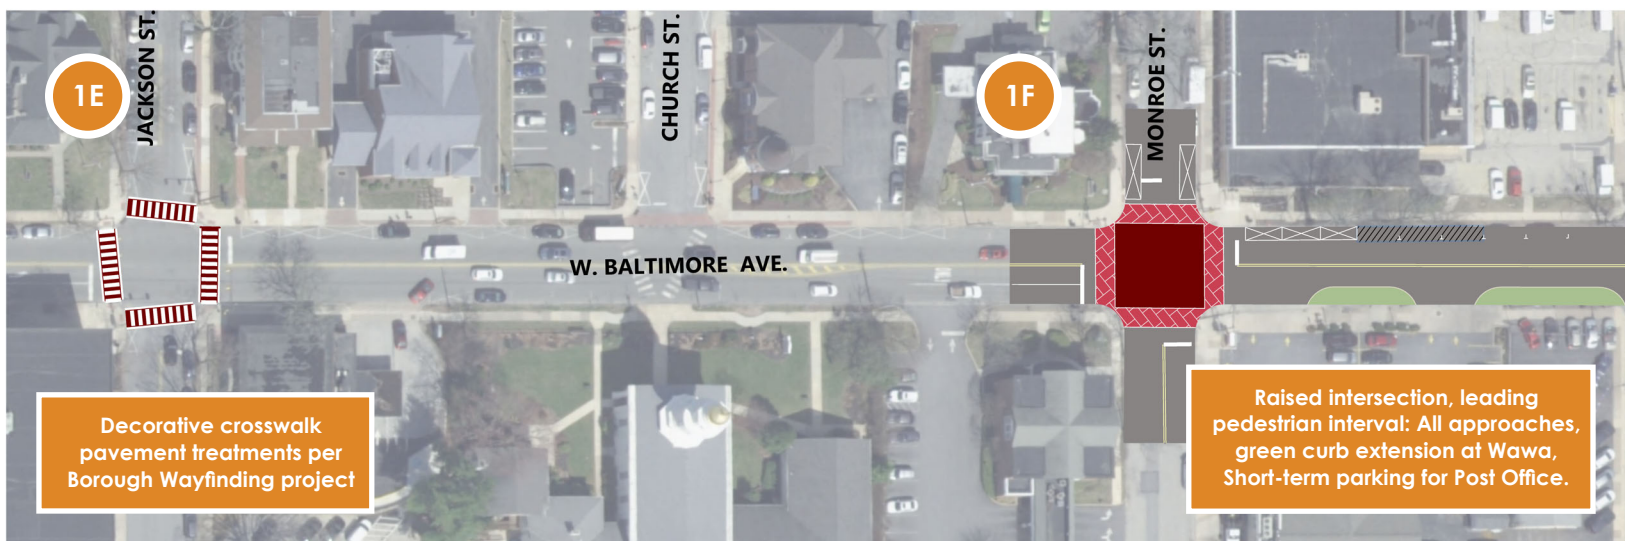 1E
JACKSON ST.
CHURCH ST.
1F
MONROE ST.
W. BALTIMORE AVE.
Decorative crosswalk
pavement treatments per
Borough Wayfinding project
Raised intersection, leading
pedestrian interval: All approaches,
green curb extension at Wawa,
Short-term parking for Post Office.